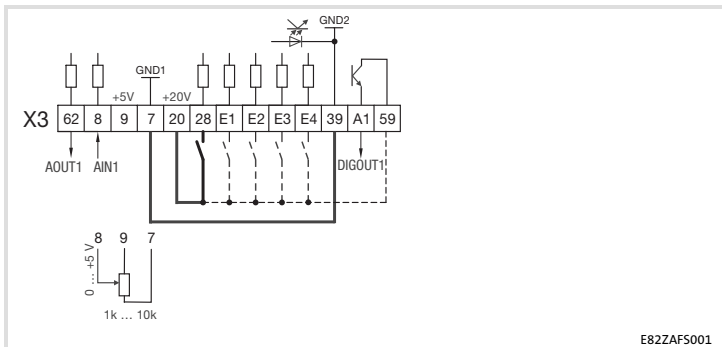 GND2
GND1
+5V
+20V
X3 62 8 9 7 20 28 E1 E2 E3 E4 39 A1 59
AOUT1 AIN1 DIGOUT1
8 9 7
0 ... +5 V
1k ... 10k
E82ZAFS001